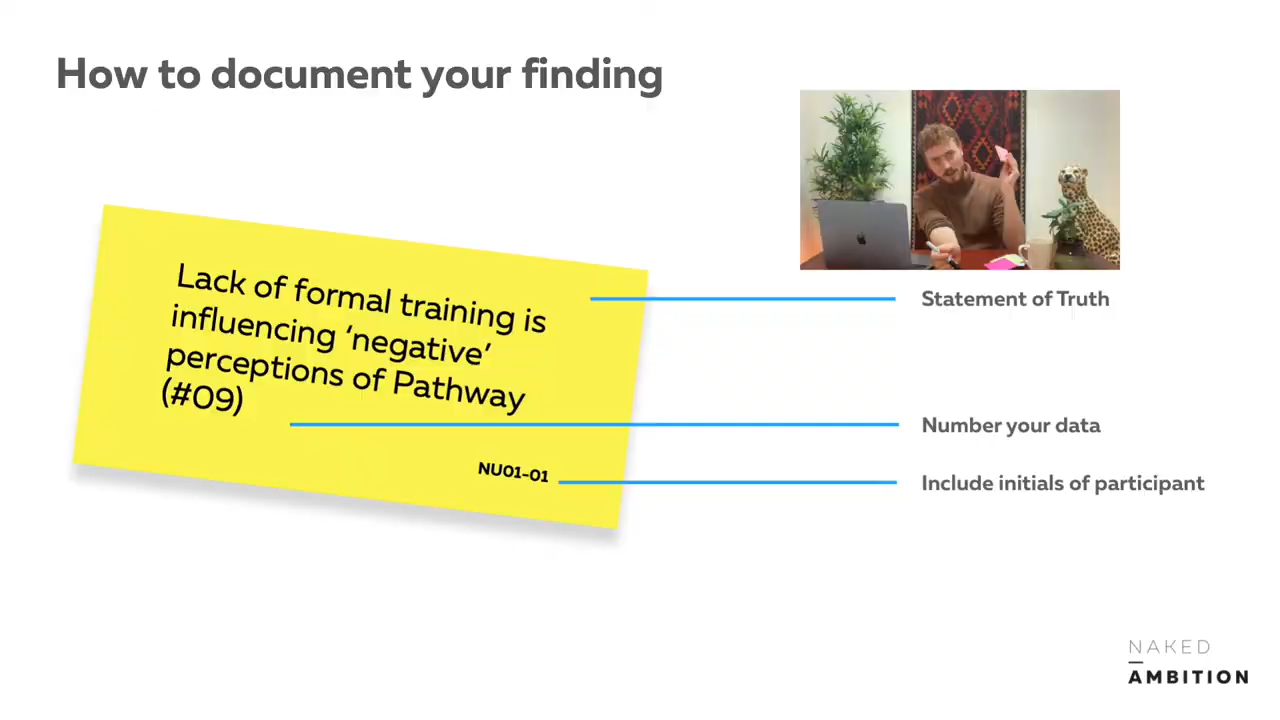 How to document your finding
Lack of formal training is
influencing ‘negative’
perceptions of Pathway
(#09)
NU01-01
Statement of Truth
Number your data
Include initials of participant
NAKED
AMBITION